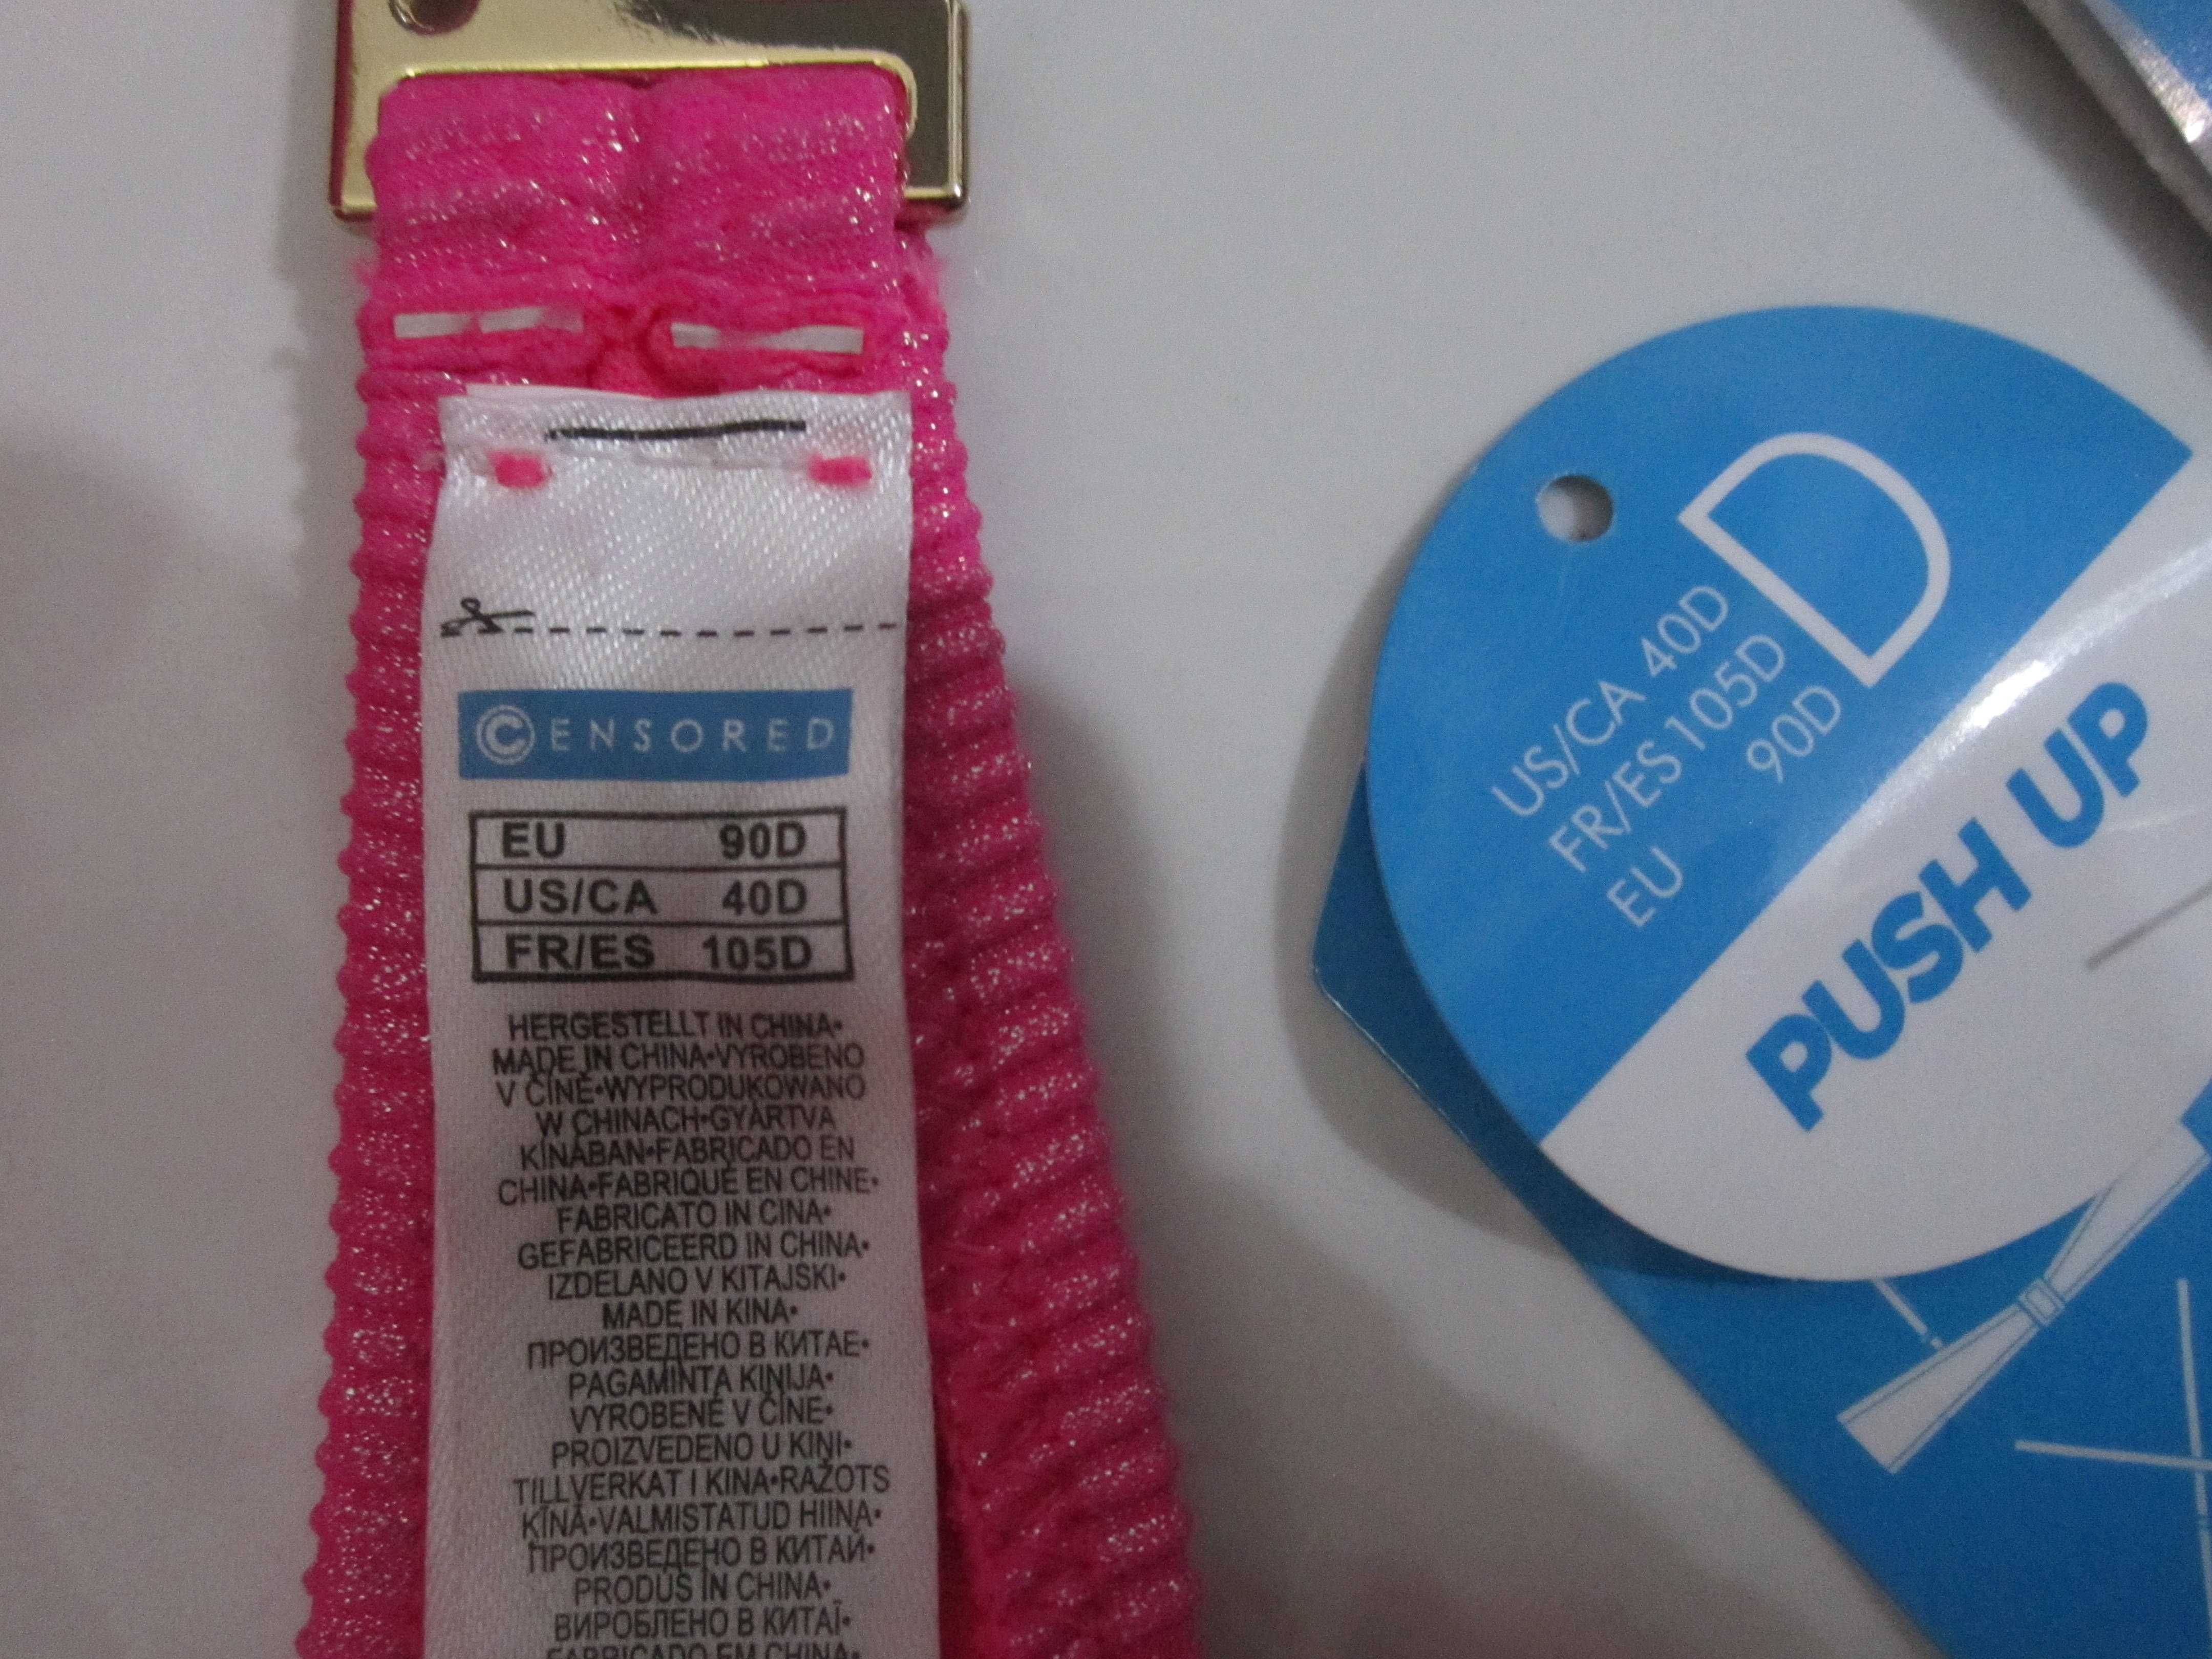 CENSORED
EU 90D
US/CA 40D
FR/ES 105D
HERGESTELLT IN CHINA•
MADE IN CHINA•VYROBENO
V ČÍNĚ•WYPRODUKOWANO
W CHINACH•GYÁRTVA
KÍNÁBAN•FABRICADO EN
CHINA•FABRIQUÉ EN CHINE•
FABRICATO IN CINA•
GEFABRICEERD IN CHINA•
IZDELANO V KITAJSKI•
MADE IN KINA•
ПРОИЗВЕДЕНО В КИТАЕ•
PAGAMINTA KINIJA•
VYROBENÉ V ČÍNE•
PROIZVEDENO U KINI•
TILLVERKAT I KINA•RAŽOTS
ĶĪNĀ•VALMISTATUD HIINA•
ПРОИЗВЕДЕНО В КИТАЙ•
PRODUS ÎN CHINA•
ВИРОБЛЕНО В КИТАЇ•
FABRICADO EM CHINA•
D
US/CA 40D
FR/ES 105D
EU 90D
PUSH UP